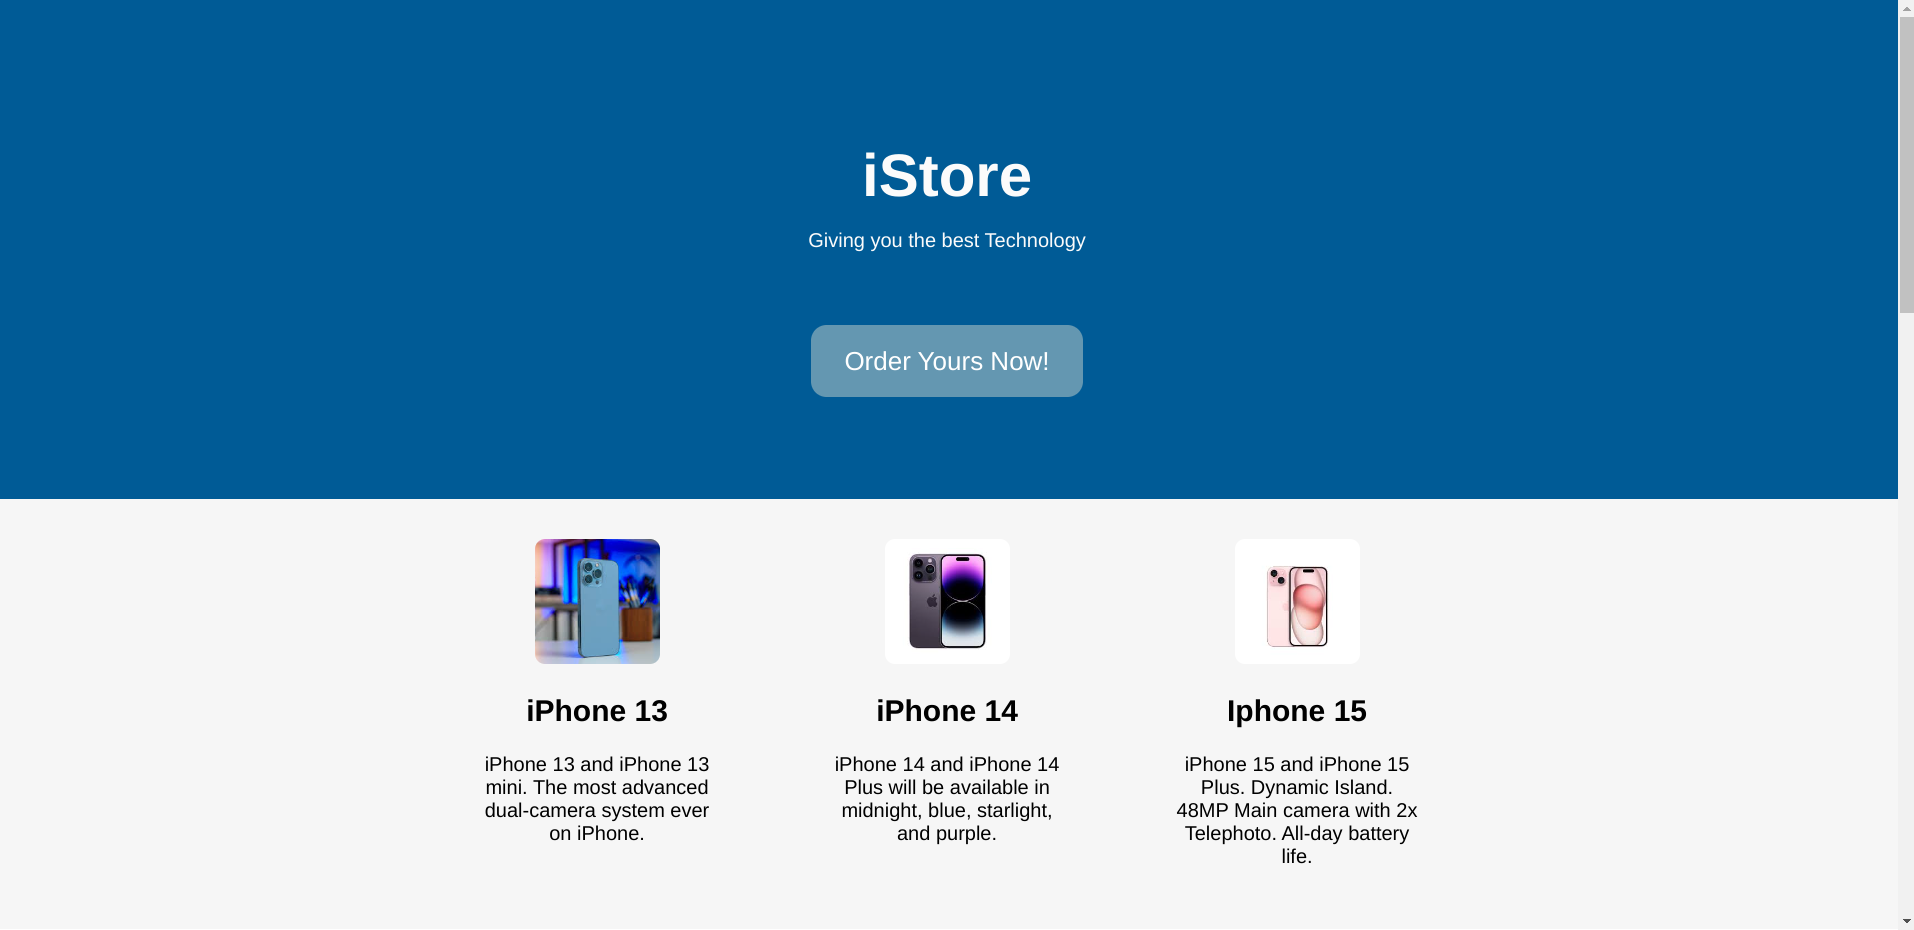 iStore
Giving you the best Technology
Order Yours Now!
iPhone 13
iPhone 13 and iPhone 13
mini. The most advanced
dual-camera system ever
on iPhone.
iPhone 14
iPhone 14 and iPhone 14
Plus will be available in
midnight, blue, starlight,
and purple.
Iphone 15
iPhone 15 and iPhone 15
Plus. Dynamic Island.
48MP Main camera with 2x
Telephoto. All-day battery
life.